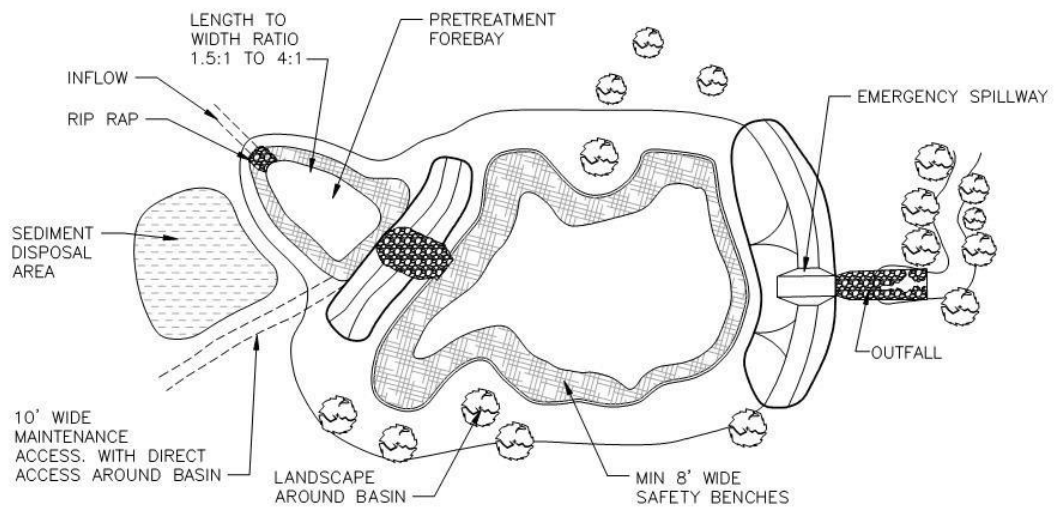 LENGTH TO
WIDTH RATIO
1.5:1 TO 4:1
PRETREATMENT
FOREBAY
INFLOW
RIP RAP
EMERGENCY SPILLWAY
SEDIMENT
DISPOSAL
AREA
OUTFALL
10' WIDE
MAINTENANCE
ACCESS. WITH DIRECT
ACCESS AROUND BASIN
LANDSCAPE
AROUND BASIN
MIN 8' WIDE
SAFETY BENCHES